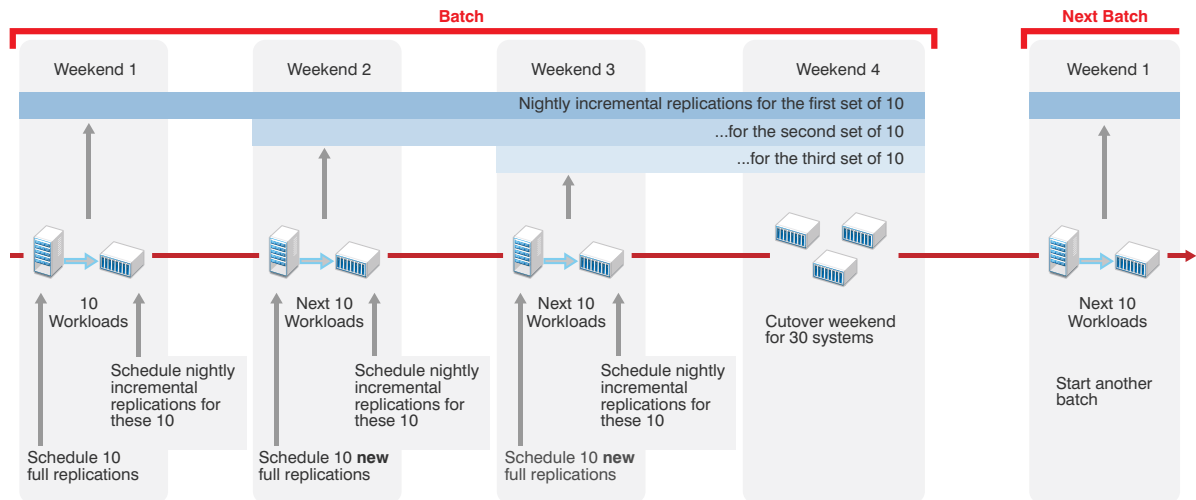 Batch
Next Batch
Weekend 1
Weekend 2
Weekend 3
Weekend 4
Weekend 1
Nightly incremental replications for the first set of 10
...for the second set of 10
...for the third set of 10
10
Workloads
Next 10
Workloads
Next 10
Workloads
Cutover weekend
for 30 systems
Next 10
Workloads
Schedule nightly
incremental
replications for
these 10
Schedule nightly
incremental
replications for
these 10
Schedule nightly
incremental
replications for
these 10
Start another
batch
Schedule 10
full replications
Schedule 10 new
full replications
Schedule 10 new
full replications